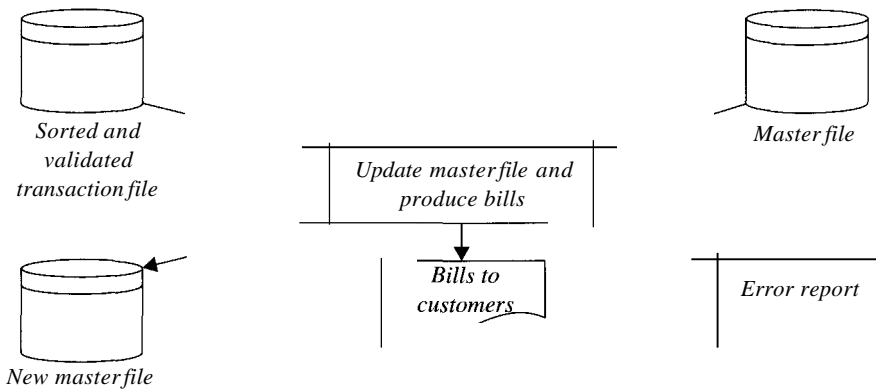 Sorted and
validated
transaction file
Master file
Update master file and
produce bills
Bills to
customers
Error report
New master file